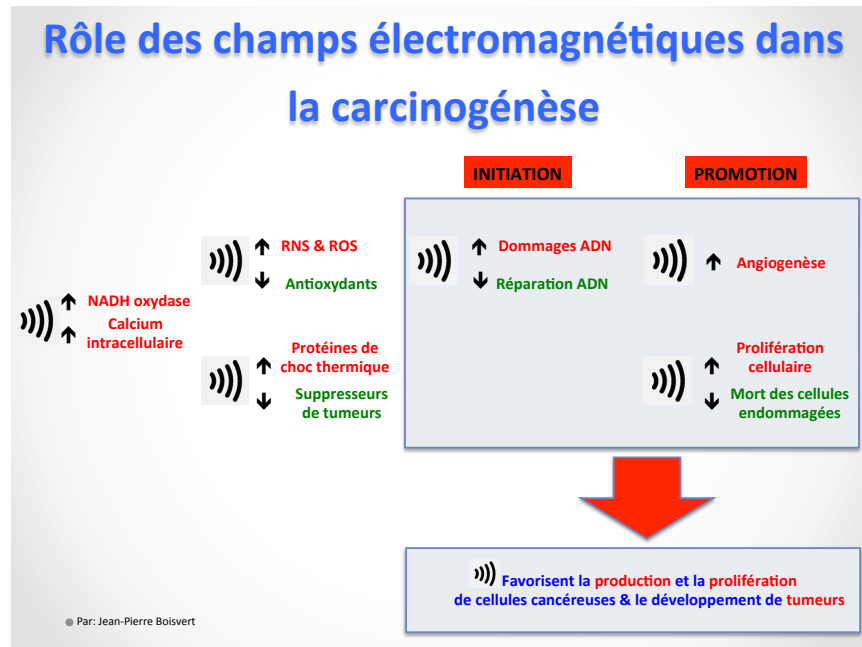 Rôle des champs électromagnétiques dans
la carcinogénèse
INITIATION
PROMOTION
NADH oxydase
Calcium
intracellulaire
RNS & ROS
Antioxydants
Protéines de
choc thermique
Suppresseurs
de tumeurs
Dommages ADN
Réparation ADN
Angiogenèse
Prolifération
cellulaire
Mort des cellules
endommagées
Favorisent la production et la prolifération
de cellules cancéreuses & le développement de tumeurs
Par: Jean-Pierre Boisvert